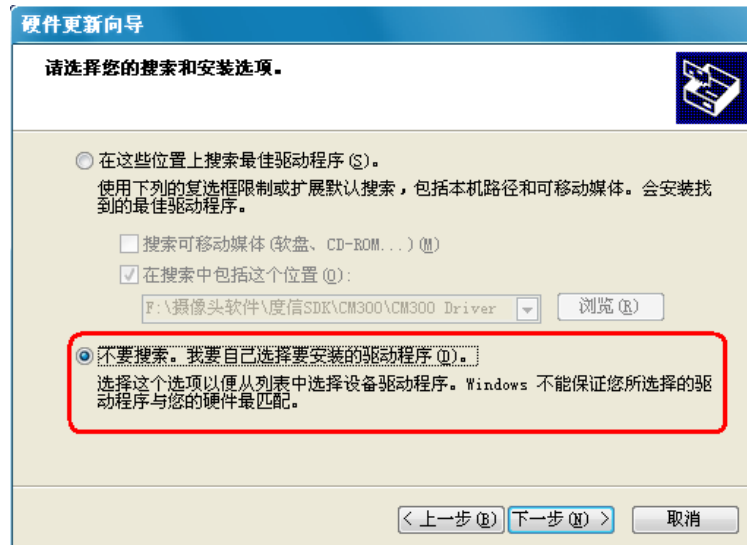 硬件更新向导
请选择您的搜索和安装选项。
在这些位置上搜索最佳驱动程序(S)。
使用下列的复选框限制或扩展默认搜索，包括本机路径和可移动媒体。会安装找
到的最佳驱动程序。
搜索可移动媒体(软盘、CD-ROM...)(M)
在搜索中包括这个位置(O):
F:\摄像头软件\度信SDK\CM300\CM300 Driver
浏览(R)
不要搜索。我要自己选择要安装的驱动程序(D)。
选择这个选项以便从列表中选择设备驱动程序。Windows 不能保证您所选择的驱
动程序与您的硬件最匹配。
< 上一步(B) 下一步(N) > 取消